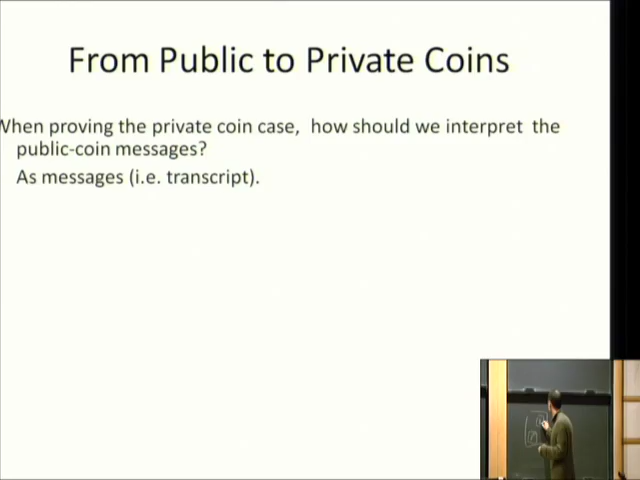 From Public to Private Coins
When proving the private coin case, how should we interpret the
public-coin messages?
As messages (i.e. transcript).